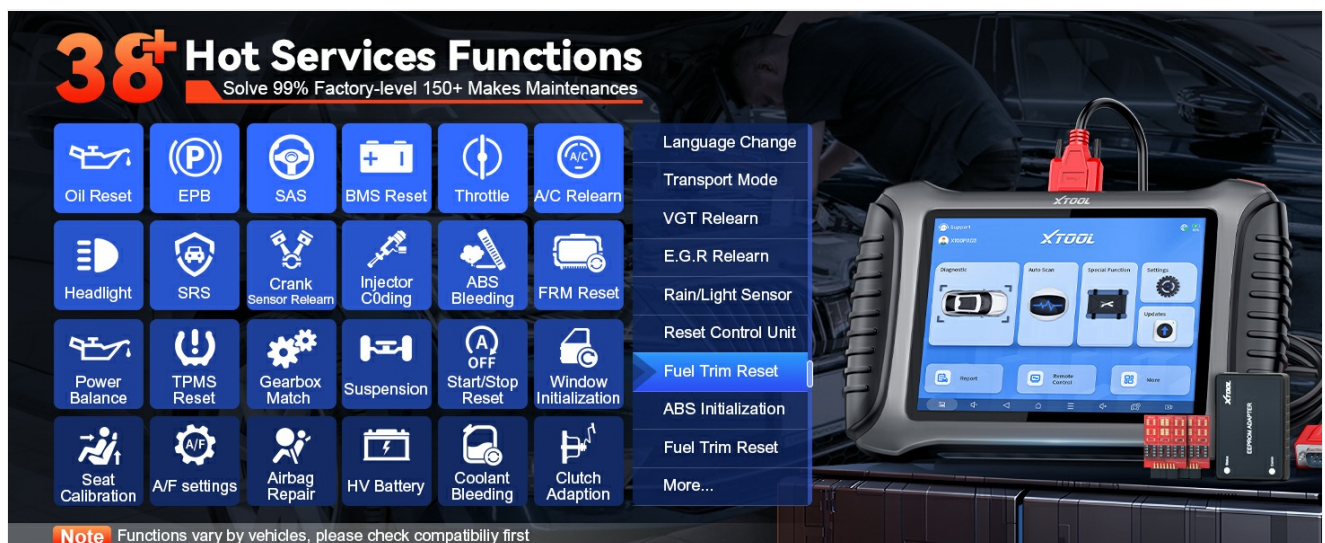 38+ Hot Services Functions
Solve 99% Factory-level 150+ Makes Maintenances
Oil Reset
EPB
SAS
BMS Reset
Throttle
A/C
A/C Relearn
Headlight
SRS
Crank
Sensor Relearn
Injector
C0ding
ABS
Bleeding
FRM Reset
Power
Balance
TPMS
Reset
Gearbox
Match
Suspension
A
OFF
Start/Stop
Reset
Window
Initialization
Seat
Calibration
A/F
A/F settings
Airbag
Repair
HV Battery
Coolant
Bleeding
Clutch
Adaption
Language Change
Transport Mode
VGT Relearn
E.G.R Relearn
Rain/Light Sensor
Reset Control Unit
Fuel Trim Reset
ABS Initialization
Fuel Trim Reset
More...
XTOOL
Support
XTOOL
Diagnostic
Auto Scan
Special Function
Settings
Updates
Report
Remote
Control
More
XTOOL
EEPROM ADAPTER
Note Functions vary by vehicles, please check compatibiliy first